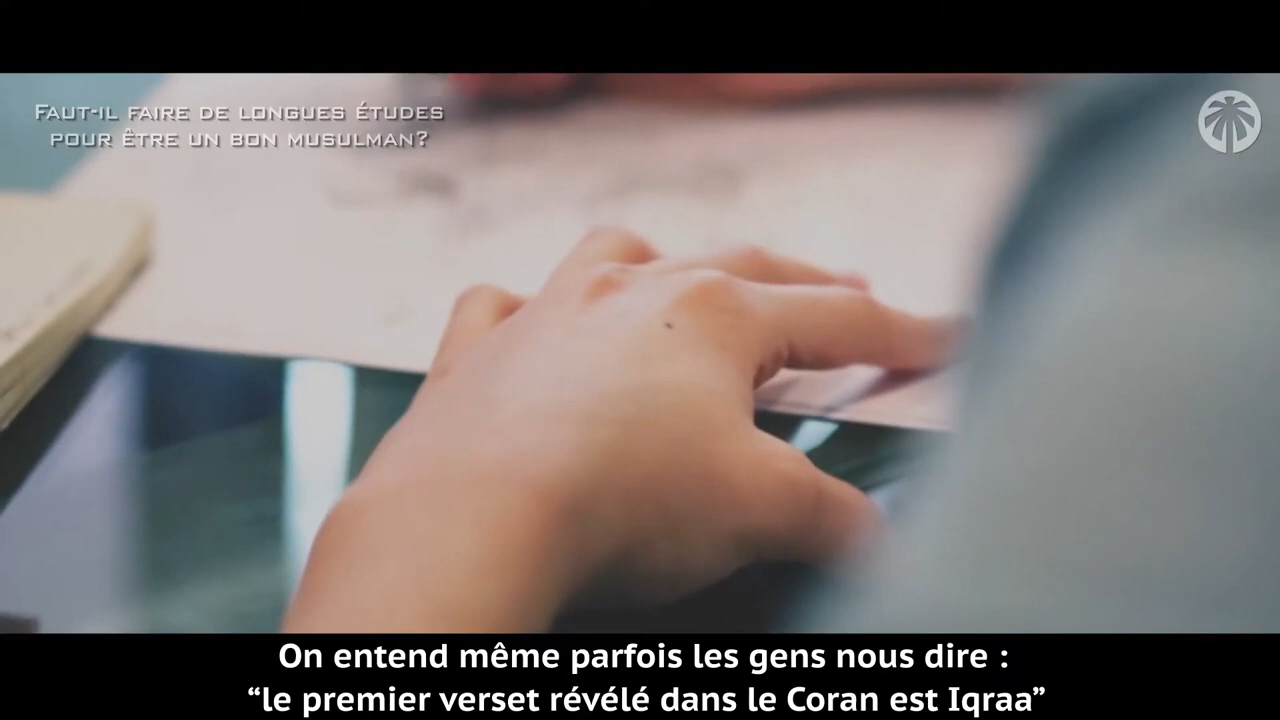 Faut-il faire de longues études
pour être un bon musulman?
On entend même parfois les gens nous dire :
“le premier verset révélé dans le Coran est Iqraa”